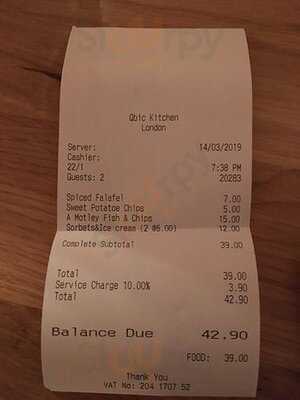 Qbic Kitchen
London
Server: 14/03/2019
Cashier:
22/1 7:38 PM
Guests: 2 20283
Spiced Falafel 7.00
Sweet Potatoe Chips 5.00
A Motley Fish & Chips 15.00
Sorbets&Ice cream (2 @6.00) 12.00
Complete Subtotal 39.00
Total 39.00
Service Charge 10.00% 3.90
Total 42.90
Balance Due 42.90
FOOD: 39.00
Thank You
VAT No: 204 1707 52